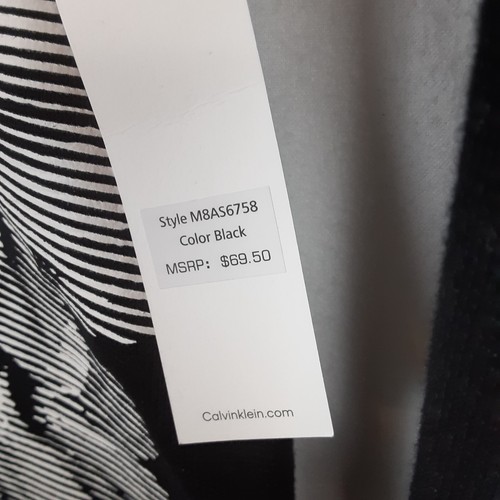 Style M8AS6758
Color Black
MSRP: $69.50
Calvinklein.com